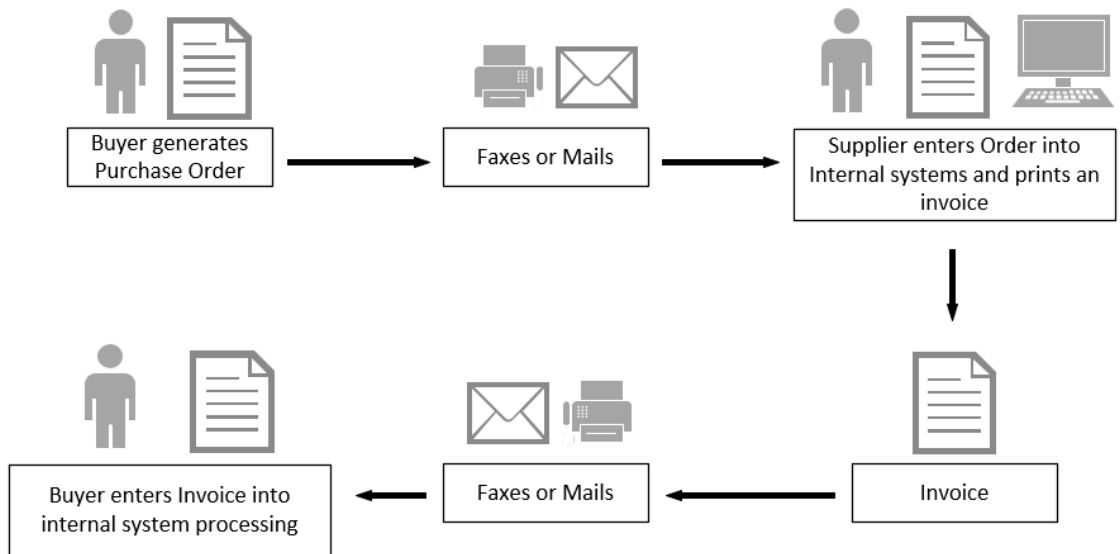 Buyer generates
Purchase Order
Faxes or Mails
Supplier enters Order into
Internal systems and prints an
invoice
Invoice
Faxes or Mails
Buyer enters Invoice into
internal system processing